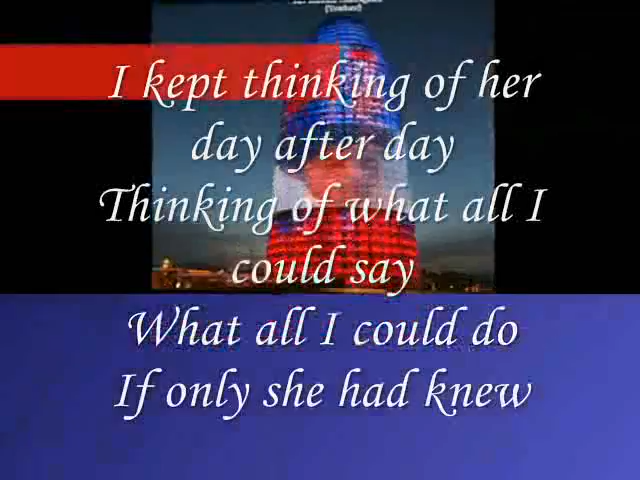 I kept thinking of her
day after day
Thinking of what all I
could say
What all I could do
If only she had knew